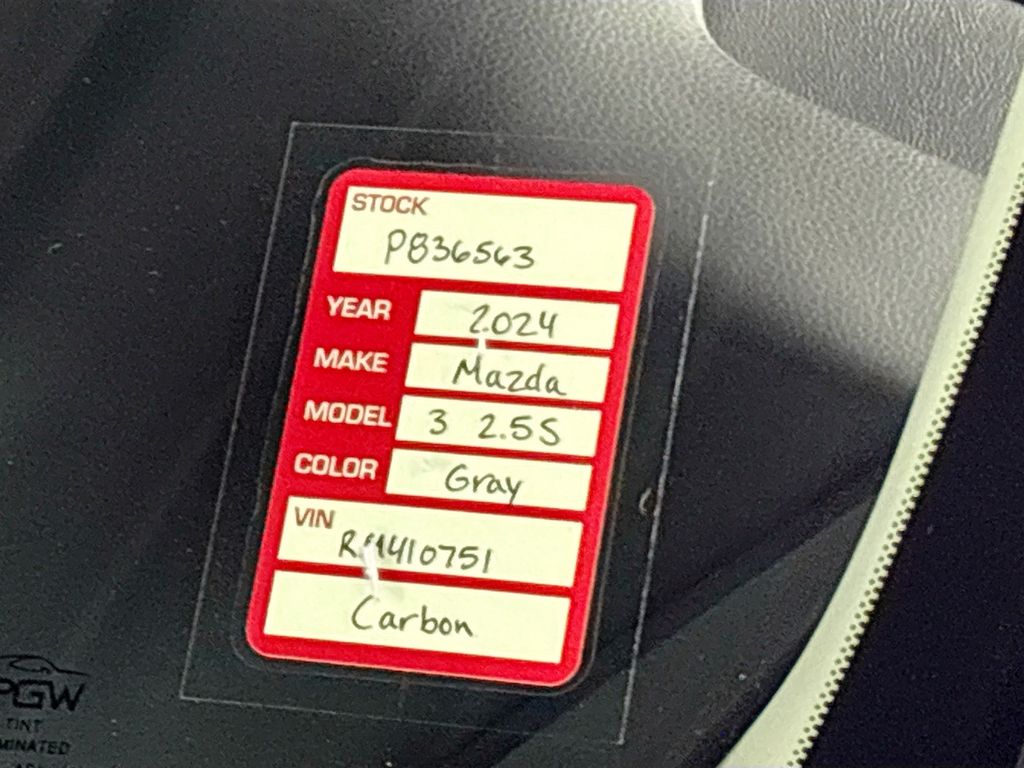 STOCK
P836563
YEAR 2024
MAKE Mazda
MODEL 3 2.5S
COLOR Gray
VIN
RM410751
Carbon
PGW
TINT